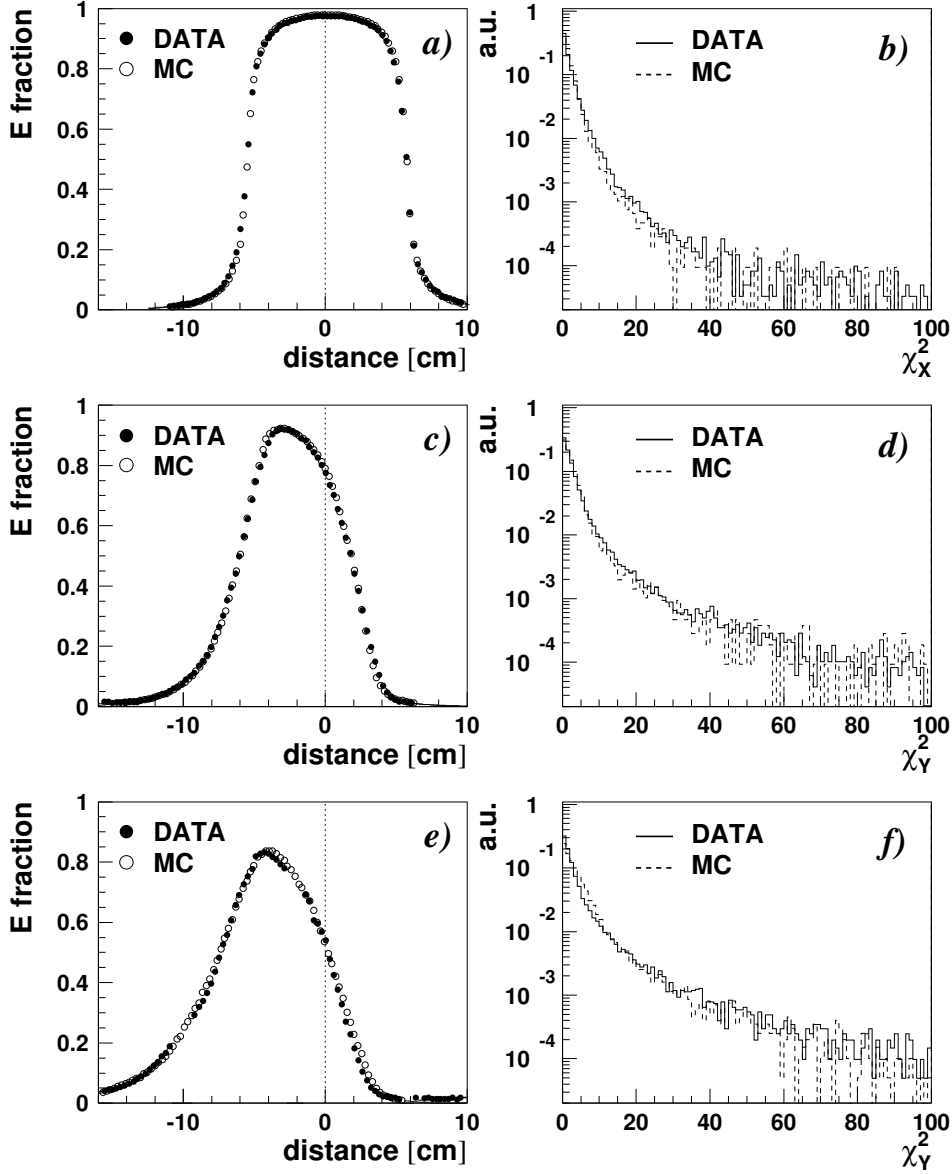 E fraction
1
0.8
0.6
0.4
0.2
0
DATA
MC
a)
-10 0 10
distance [cm]
a.u.
1
10 -1
10 -2
10 -3
10 -4
DATA
MC
b)
0 20 40 60 80 100
χ²X
E fraction
1
0.8
0.6
0.4
0.2
0
DATA
MC
c)
-10 0 10
distance [cm]
a.u.
1
10 -1
10 -2
10 -3
10 -4
DATA
MC
d)
0 20 40 60 80 100
χ²Y
E fraction
1
0.8
0.6
0.4
0.2
0
DATA
MC
e)
-10 0 10
distance [cm]
a.u.
1
10 -1
10 -2
10 -3
10 -4
DATA
MC
f)
0 20 40 60 80 100
χ²Y